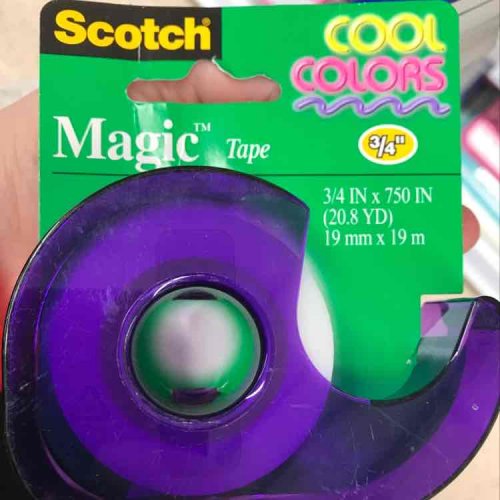 Scotch
COOL
COLORS
Magic™ Tape
3/4"
3/4 IN x 750 IN
(20.8 YD)
19 mm x 19 m